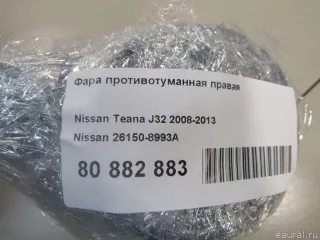 Фара противотуманная правая
Nissan Teana J32 2008-2013
Nissan 26150-8993A
80 882 883
© eaural.ru